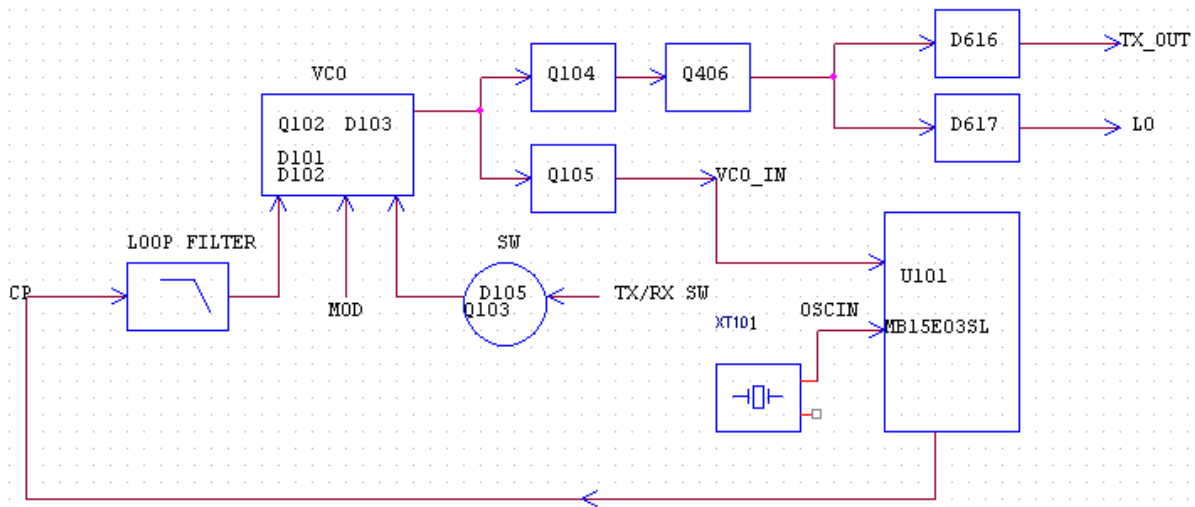 D616
TX_OUT
VCO
Q104
Q406
Q102 D103
D617
LO
D101
D102
Q105
VCO_IN
LOOP FILTER
SW
U101
CP
D105
TX/RX SW
MOD
Q103
XT101
OSCIN
MB15E03SL